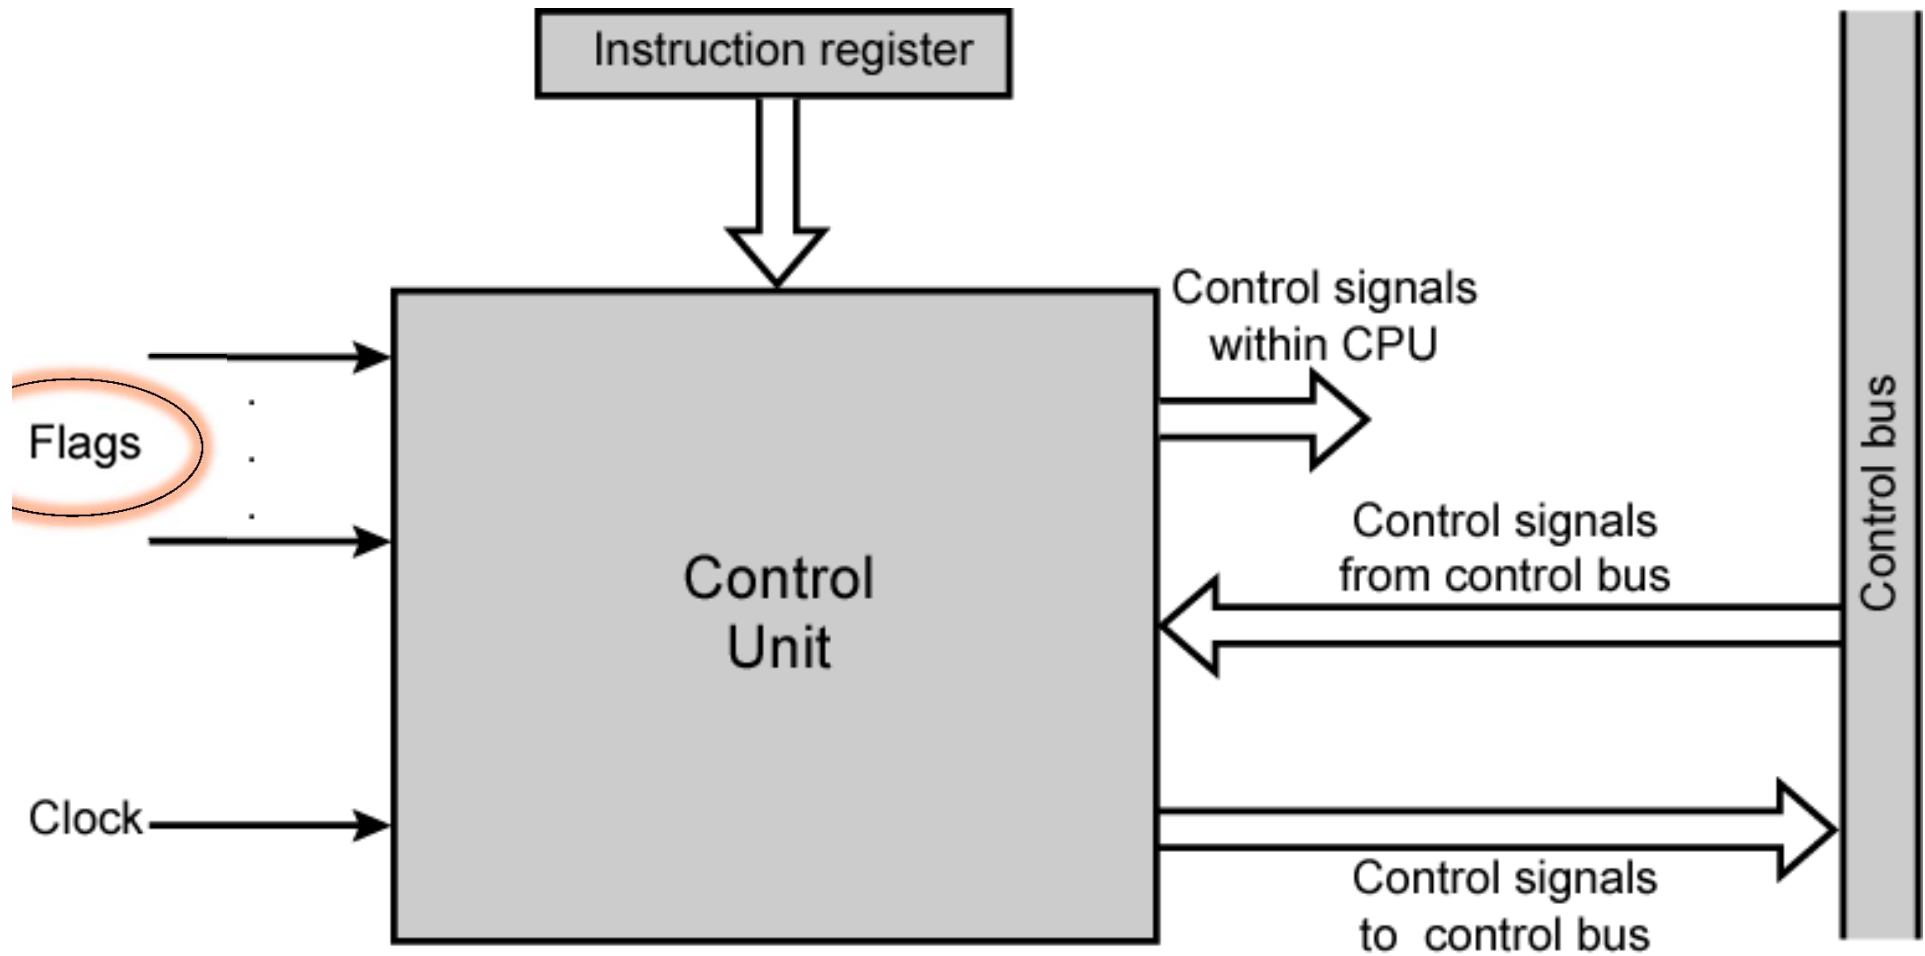 Instruction register
Control signals
within CPU
Flags
Control signals
from control bus
Control
Unit
Control bus
Clock
Control signals
to control bus